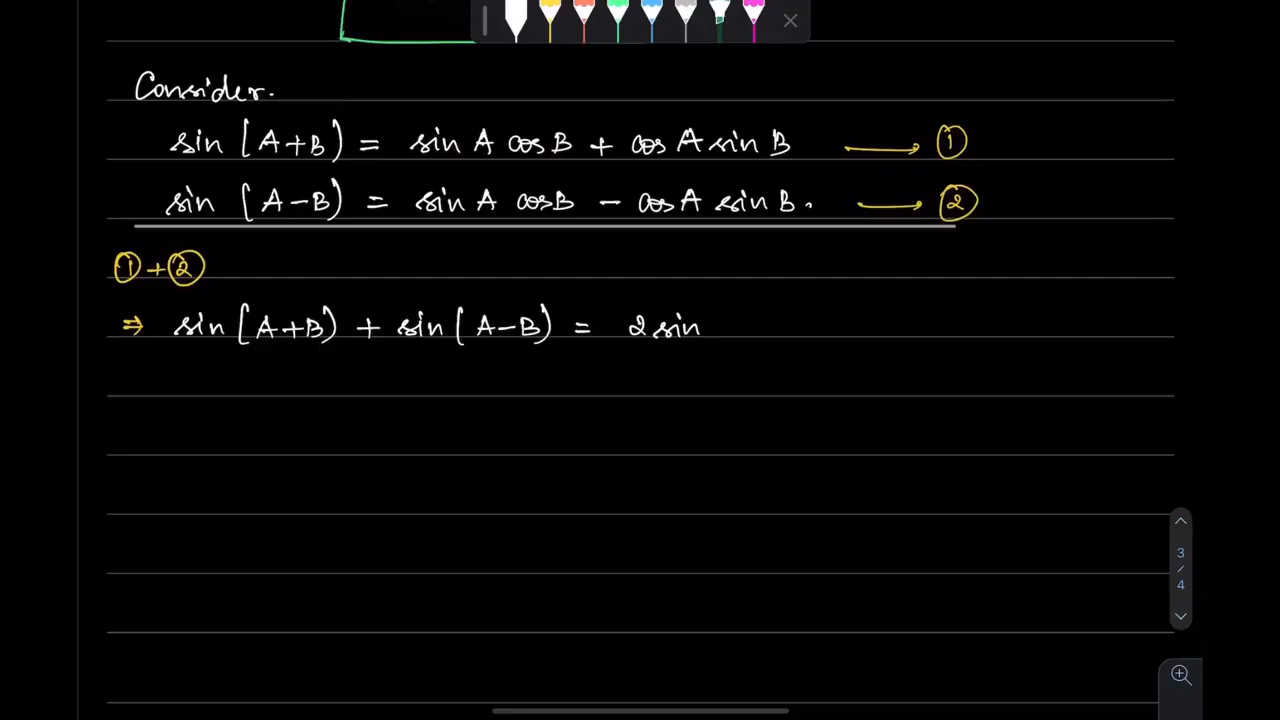 Consider.
sin (A+B) = sin A cos B + cos A sin B → ①
sin (A-B) = sin A cos B - cos A sin B. → ②
① + ②
⇒ sin (A+B) + sin (A-B) = 2 sin
3
/
4